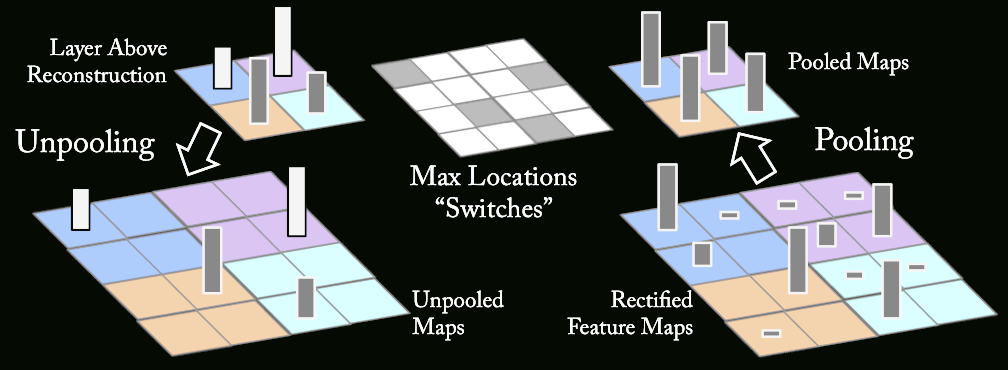 Layer Above
Reconstruction
Pooled Maps
Unpooling
Pooling
Max Locations
“Switches”
Unpooled
Maps
Rectified
Feature Maps